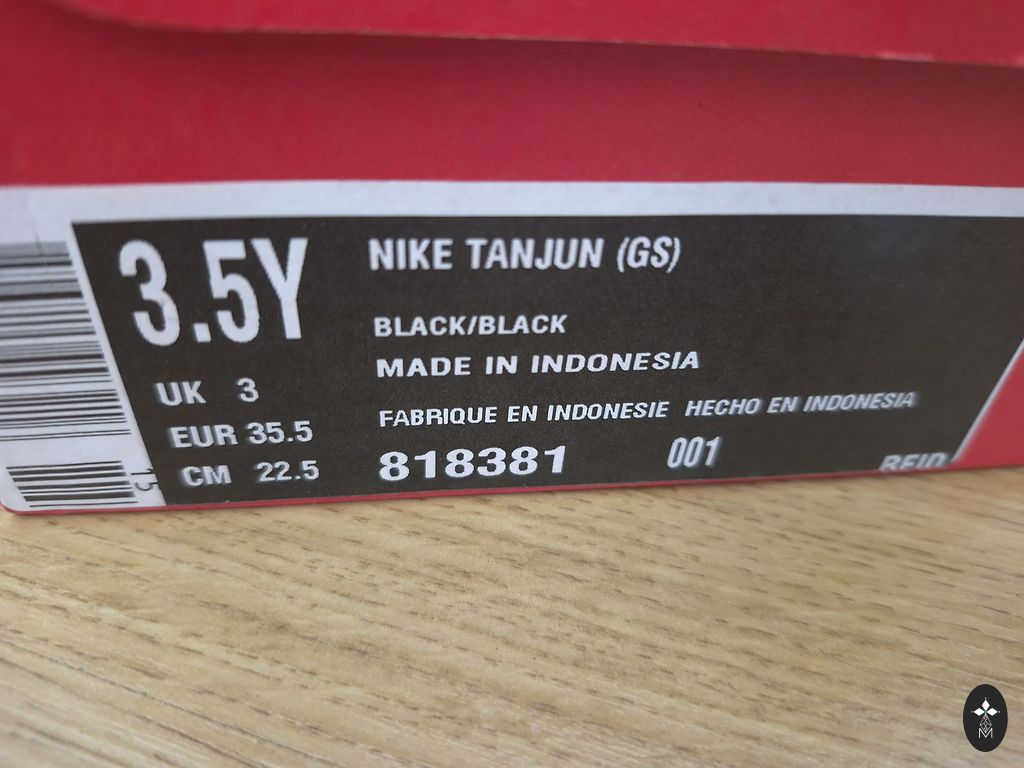 3.5Y
UK 3
EUR 35.5
CM 22.5
NIKE TANJUN (GS)
BLACK/BLACK
MADE IN INDONESIA
FABRIQUE EN INDONESIE HECHO EN INDONESIA
818381 001
15
M